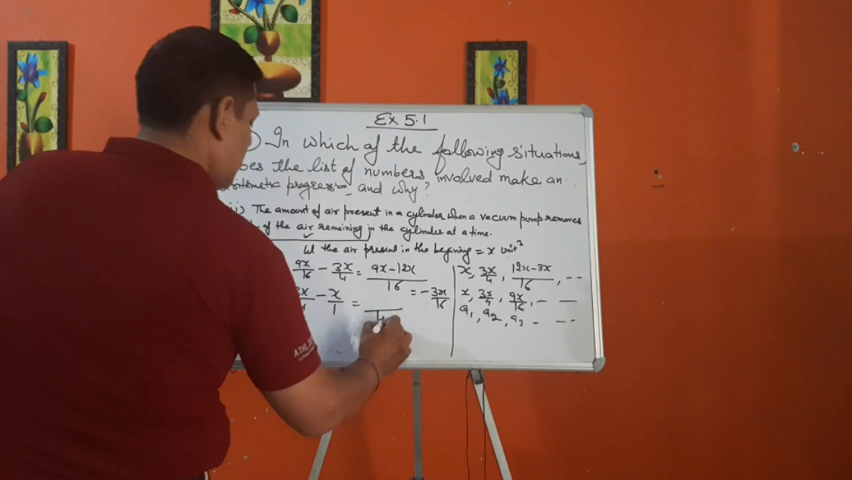 Ex 5.1
In which of the following situations,
does the list of numbers involved make an
arithmetic progression, and why?
ii) The amount of air present in a cylinder when a vacuum pump removes
of the air remaining in the cylinder at a time.
let the air present in the begining = x unit³
9x/16 - 3x/4 = 9x-12x/16 = -3x/16
3x/4 - x/1 =
x, 3x/4, 12x-3x/16, --
x, 3x/4, 9x/16, - -
a₁, a₂, a₃ - --